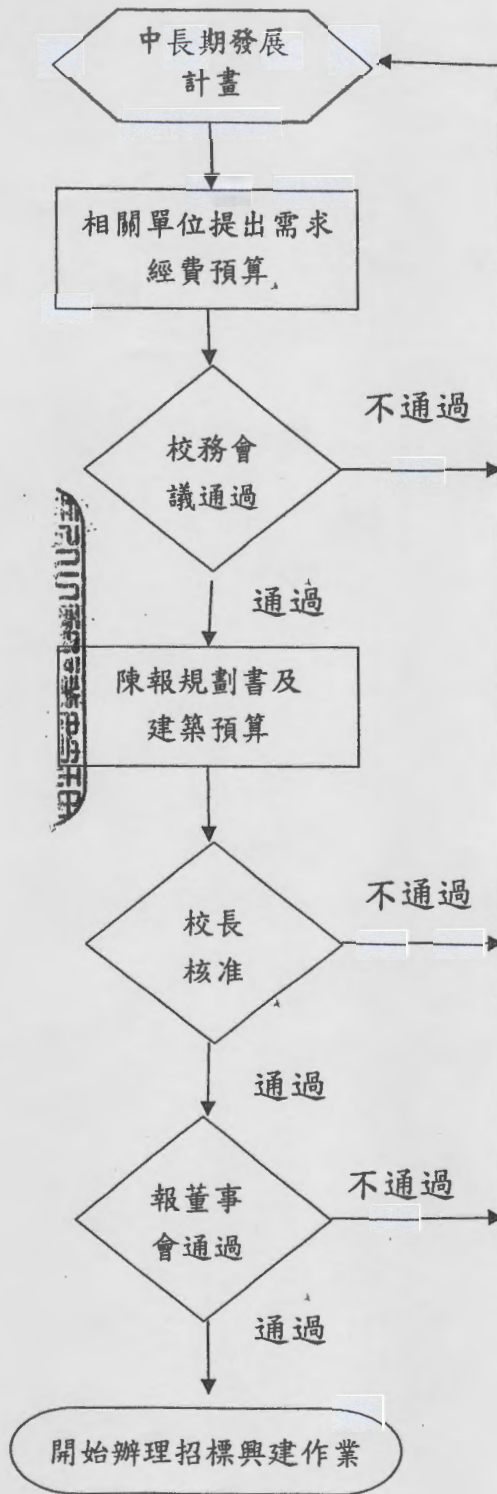 中長期發展
計畫
相關單位提出需求
經費預算
不通過
校務會
議通過
通過
陳報規劃書及
建築預算
不通過
校長
核准
通過
不通過
報董事
會通過
通過
開始辦理招標興建作業